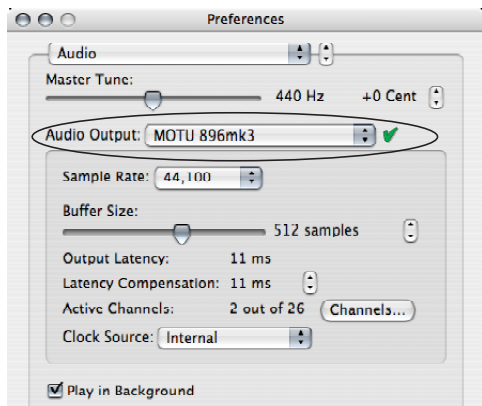 Preferences
Audio
Master Tune:
440 Hz +0 Cent
Audio Output: MOTU 896mk3
Sample Rate: 44,100
Buffer Size:
512 samples
Output Latency: 11 ms
Latency Compensation: 11 ms
Active Channels: 2 out of 26 Channels...
Clock Source: Internal
Play in Background